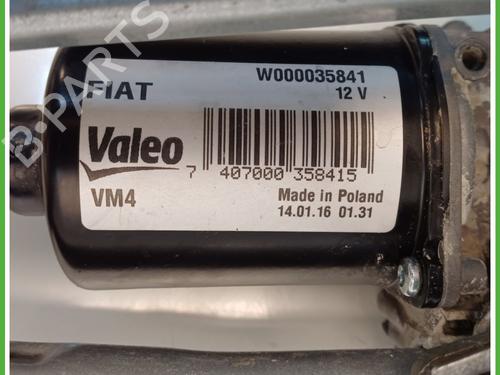 B-PARTS
FIAT
W000035841
12 V
Valeo
7 407000 358415
VM4
Made in Poland
14.01.16 01.31